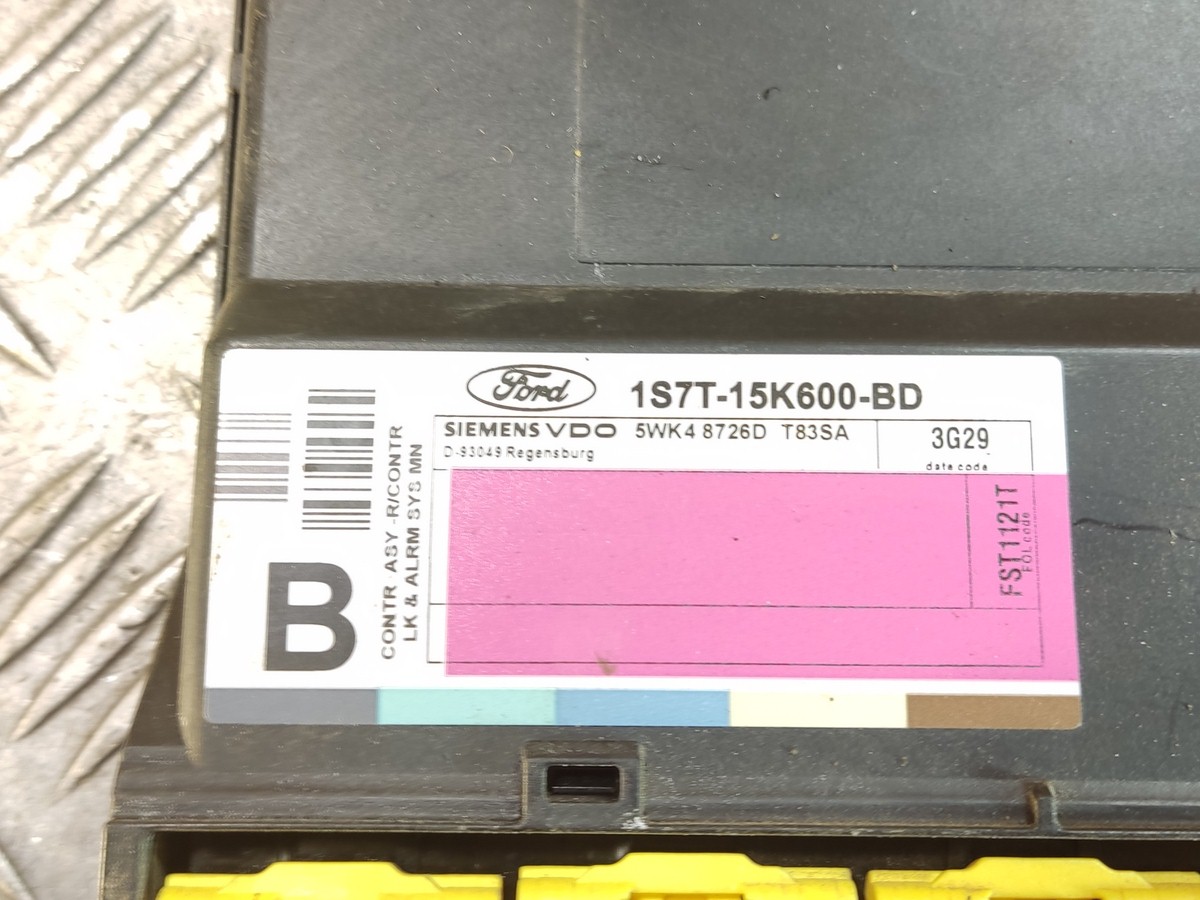 Ford
1S7T-15K600-BD
SIEMENS VDO 5WK4 8726D T83SA
D-93049 Regensburg
3G29
date code
FST1121T
FOL code
CONTR ASY -R/CONTR
LK & ALRM SYS MN
B